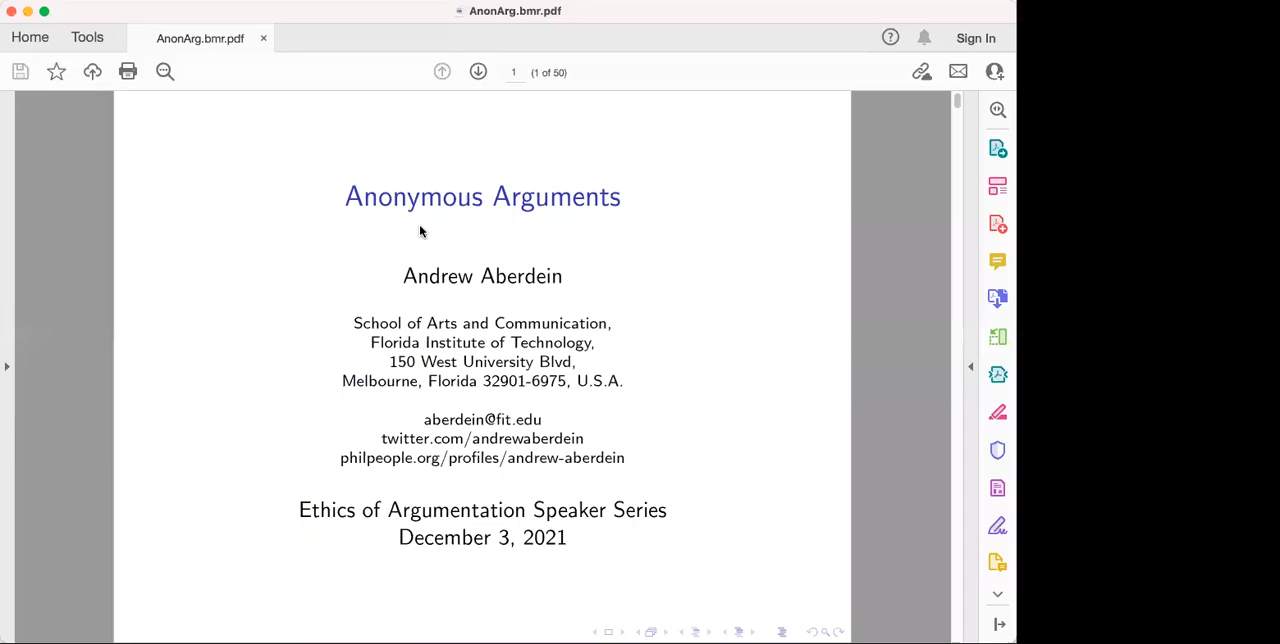 AnonArg.bmr.pdf
Home Tools AnonArg.bmr.pdf × Sign In
1 (1 of 50)
Anonymous Arguments
Andrew Aberdein
School of Arts and Communication,
Florida Institute of Technology,
150 West University Blvd,
Melbourne, Florida 32901-6975, U.S.A.
aberdein@fit.edu
twitter.com/andrewaberdein
philpeople.org/profiles/andrew-aberdein
Ethics of Argumentation Speaker Series
December 3, 2021